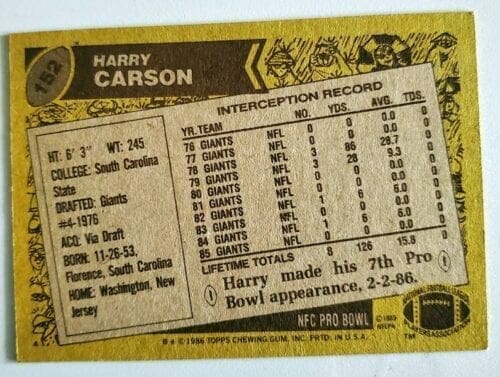 152
HARRY
CARSON
HT: 6' 3" WT: 245
COLLEGE: South Carolina
State
DRAFTED: Giants
#4-1976
ACQ: Via Draft
BORN: 11-26-53,
Florence, South Carolina
HOME: Washington, New
Jersey
INTERCEPTION RECORD
YR. TEAM NO. YDS. AVG. TDS.
76 GIANTS NFL 0 0 0.0 0
77 GIANTS NFL 0 0 0.0 0
78 GIANTS NFL 3 86 28.7 0
79 GIANTS NFL 3 28 9.3 0
80 GIANTS NFL 0 0 0.0 0
81 GIANTS NFL 0 0 0.0 0
82 GIANTS NFL 1 6 6.0 0
83 GIANTS NFL 0 0 0.0 0
84 GIANTS NFL 1 6 6.0 0
85 GIANTS NFL 0 0 0.0 0
LIFETIME TOTALS 8 126 15.8 0
Harry made his 7th Pro
Bowl appearance, 2-2-86.
NFC PRO BOWL
NFLPA
NATIONAL FOOTBALL LEAGUE
PLAYERS ASSOCIATION
© 1986 TOPPS CHEWING GUM, INC. PRTD. IN U.S.A.